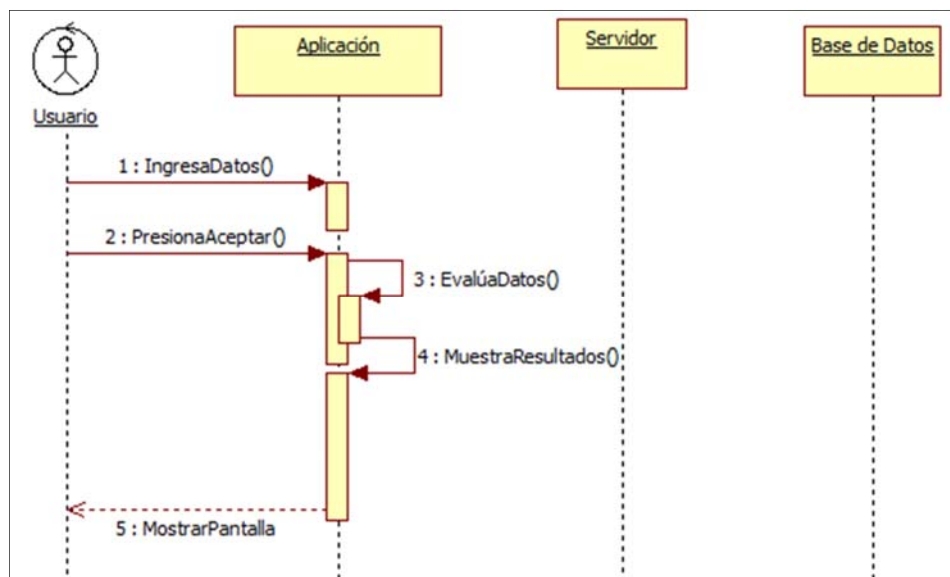 Usuario
Aplicación
Servidor
Base de Datos
1 : IngresaDatos()
2 : PresionaAceptar()
3 : EvalúaDatos()
4 : MuestraResultados()
5 : MostrarPantalla